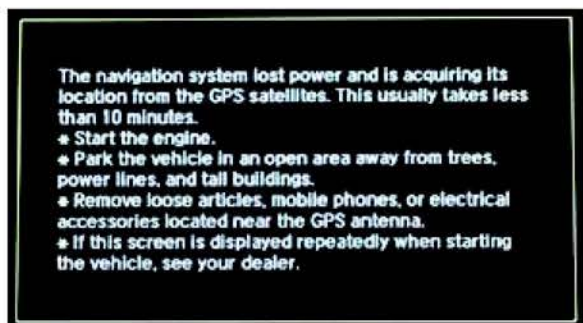 The navigation system lost power and is acquiring its
location from the GPS satellites. This usually takes less
than 10 minutes.
* Start the engine.
* Park the vehicle in an open area away from trees,
power lines, and tall buildings.
* Remove loose articles, mobile phones, or electrical
accessories located near the GPS antenna.
* If this screen is displayed repeatedly when starting
the vehicle, see your dealer.